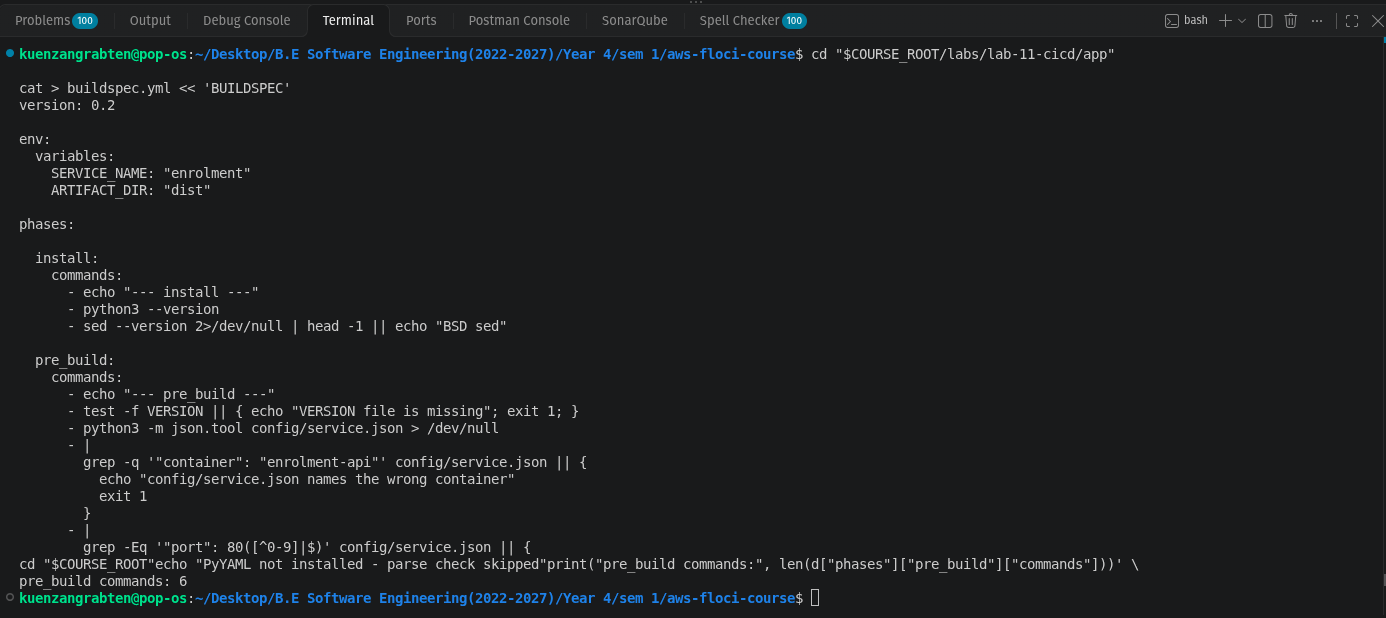 Problems 100 Output Debug Console Terminal Ports Postman Console SonarQube Spell Checker 100 bash
kuenzangrabten@pop-os:~/Desktop/B.E Software Engineering(2022-2027)/Year 4/sem 1/aws-floci-course$ cd "$COURSE_ROOT/labs/lab-11-cicd/app"
cat > buildspec.yml << 'BUILDSPEC'
version: 0.2
env:
  variables:
    SERVICE_NAME: "enrolment"
    ARTIFACT_DIR: "dist"
phases:
  install:
    commands:
      - echo "--- install ---"
      - python3 --version
      - sed --version 2>/dev/null | head -1 || echo "BSD sed"
  pre_build:
    commands:
      - echo "--- pre_build ---"
      - test -f VERSION || { echo "VERSION file is missing"; exit 1; }
      - python3 -m json.tool config/service.json > /dev/null
      - |
        grep -q '"container": "enrolment-api"' config/service.json || {
          echo "config/service.json names the wrong container"
          exit 1
        }
      - |
        grep -Eq '"port": 80([^0-9]|$)' config/service.json || {
cd "$COURSE_ROOT"echo "PyYAML not installed - parse check skipped"print("pre_build commands:", len(d["phases"]["pre_build"]["commands"]))' \
pre_build commands: 6
kuenzangrabten@pop-os:~/Desktop/B.E Software Engineering(2022-2027)/Year 4/sem 1/aws-floci-course$